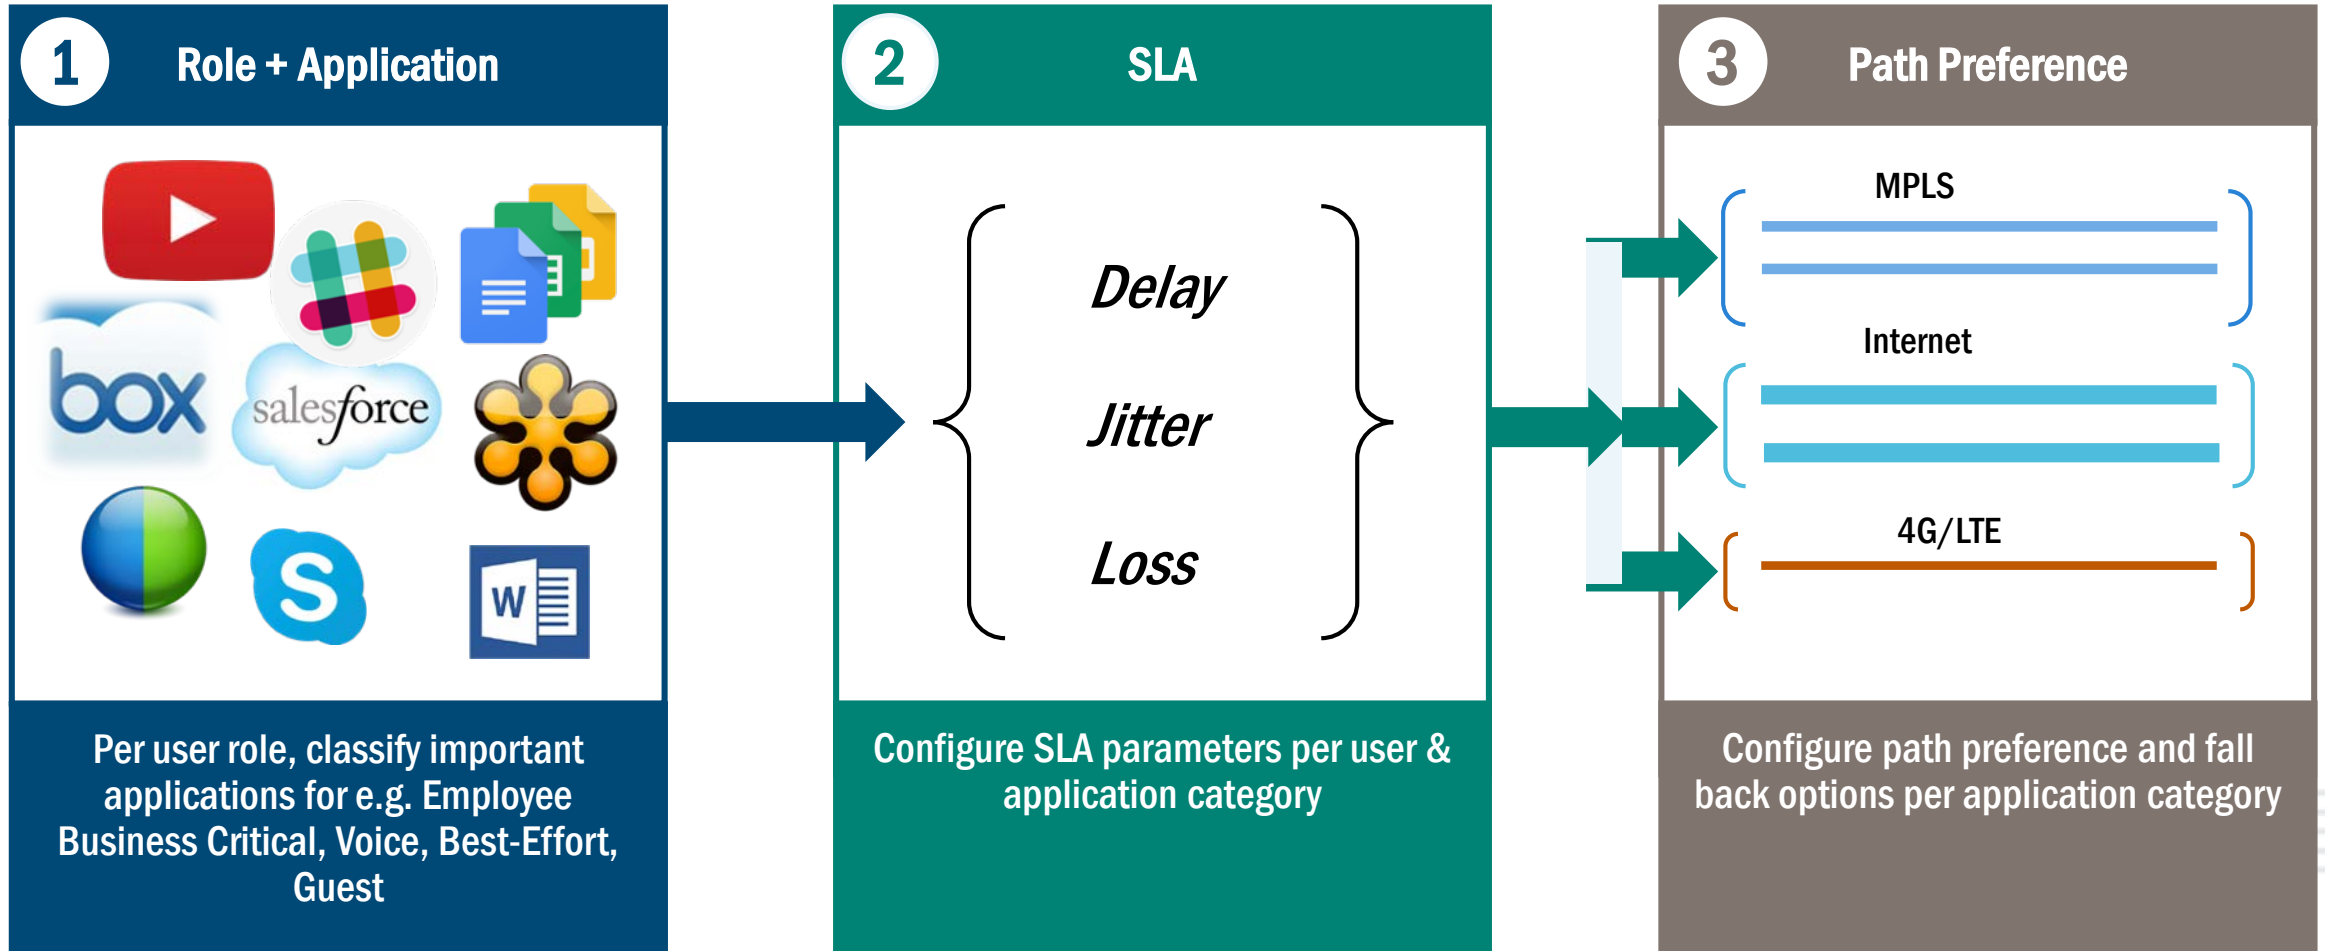 1
Role + Application
box
salesforce
S
W
Per user role, classify important
applications for e.g. Employee
Business Critical, Voice, Best-Effort,
Guest
2
SLA
Delay
Jitter
Loss
Configure SLA parameters per user &
application category
3
Path Preference
MPLS
Internet
4G/LTE
Configure path preference and fall
back options per application category